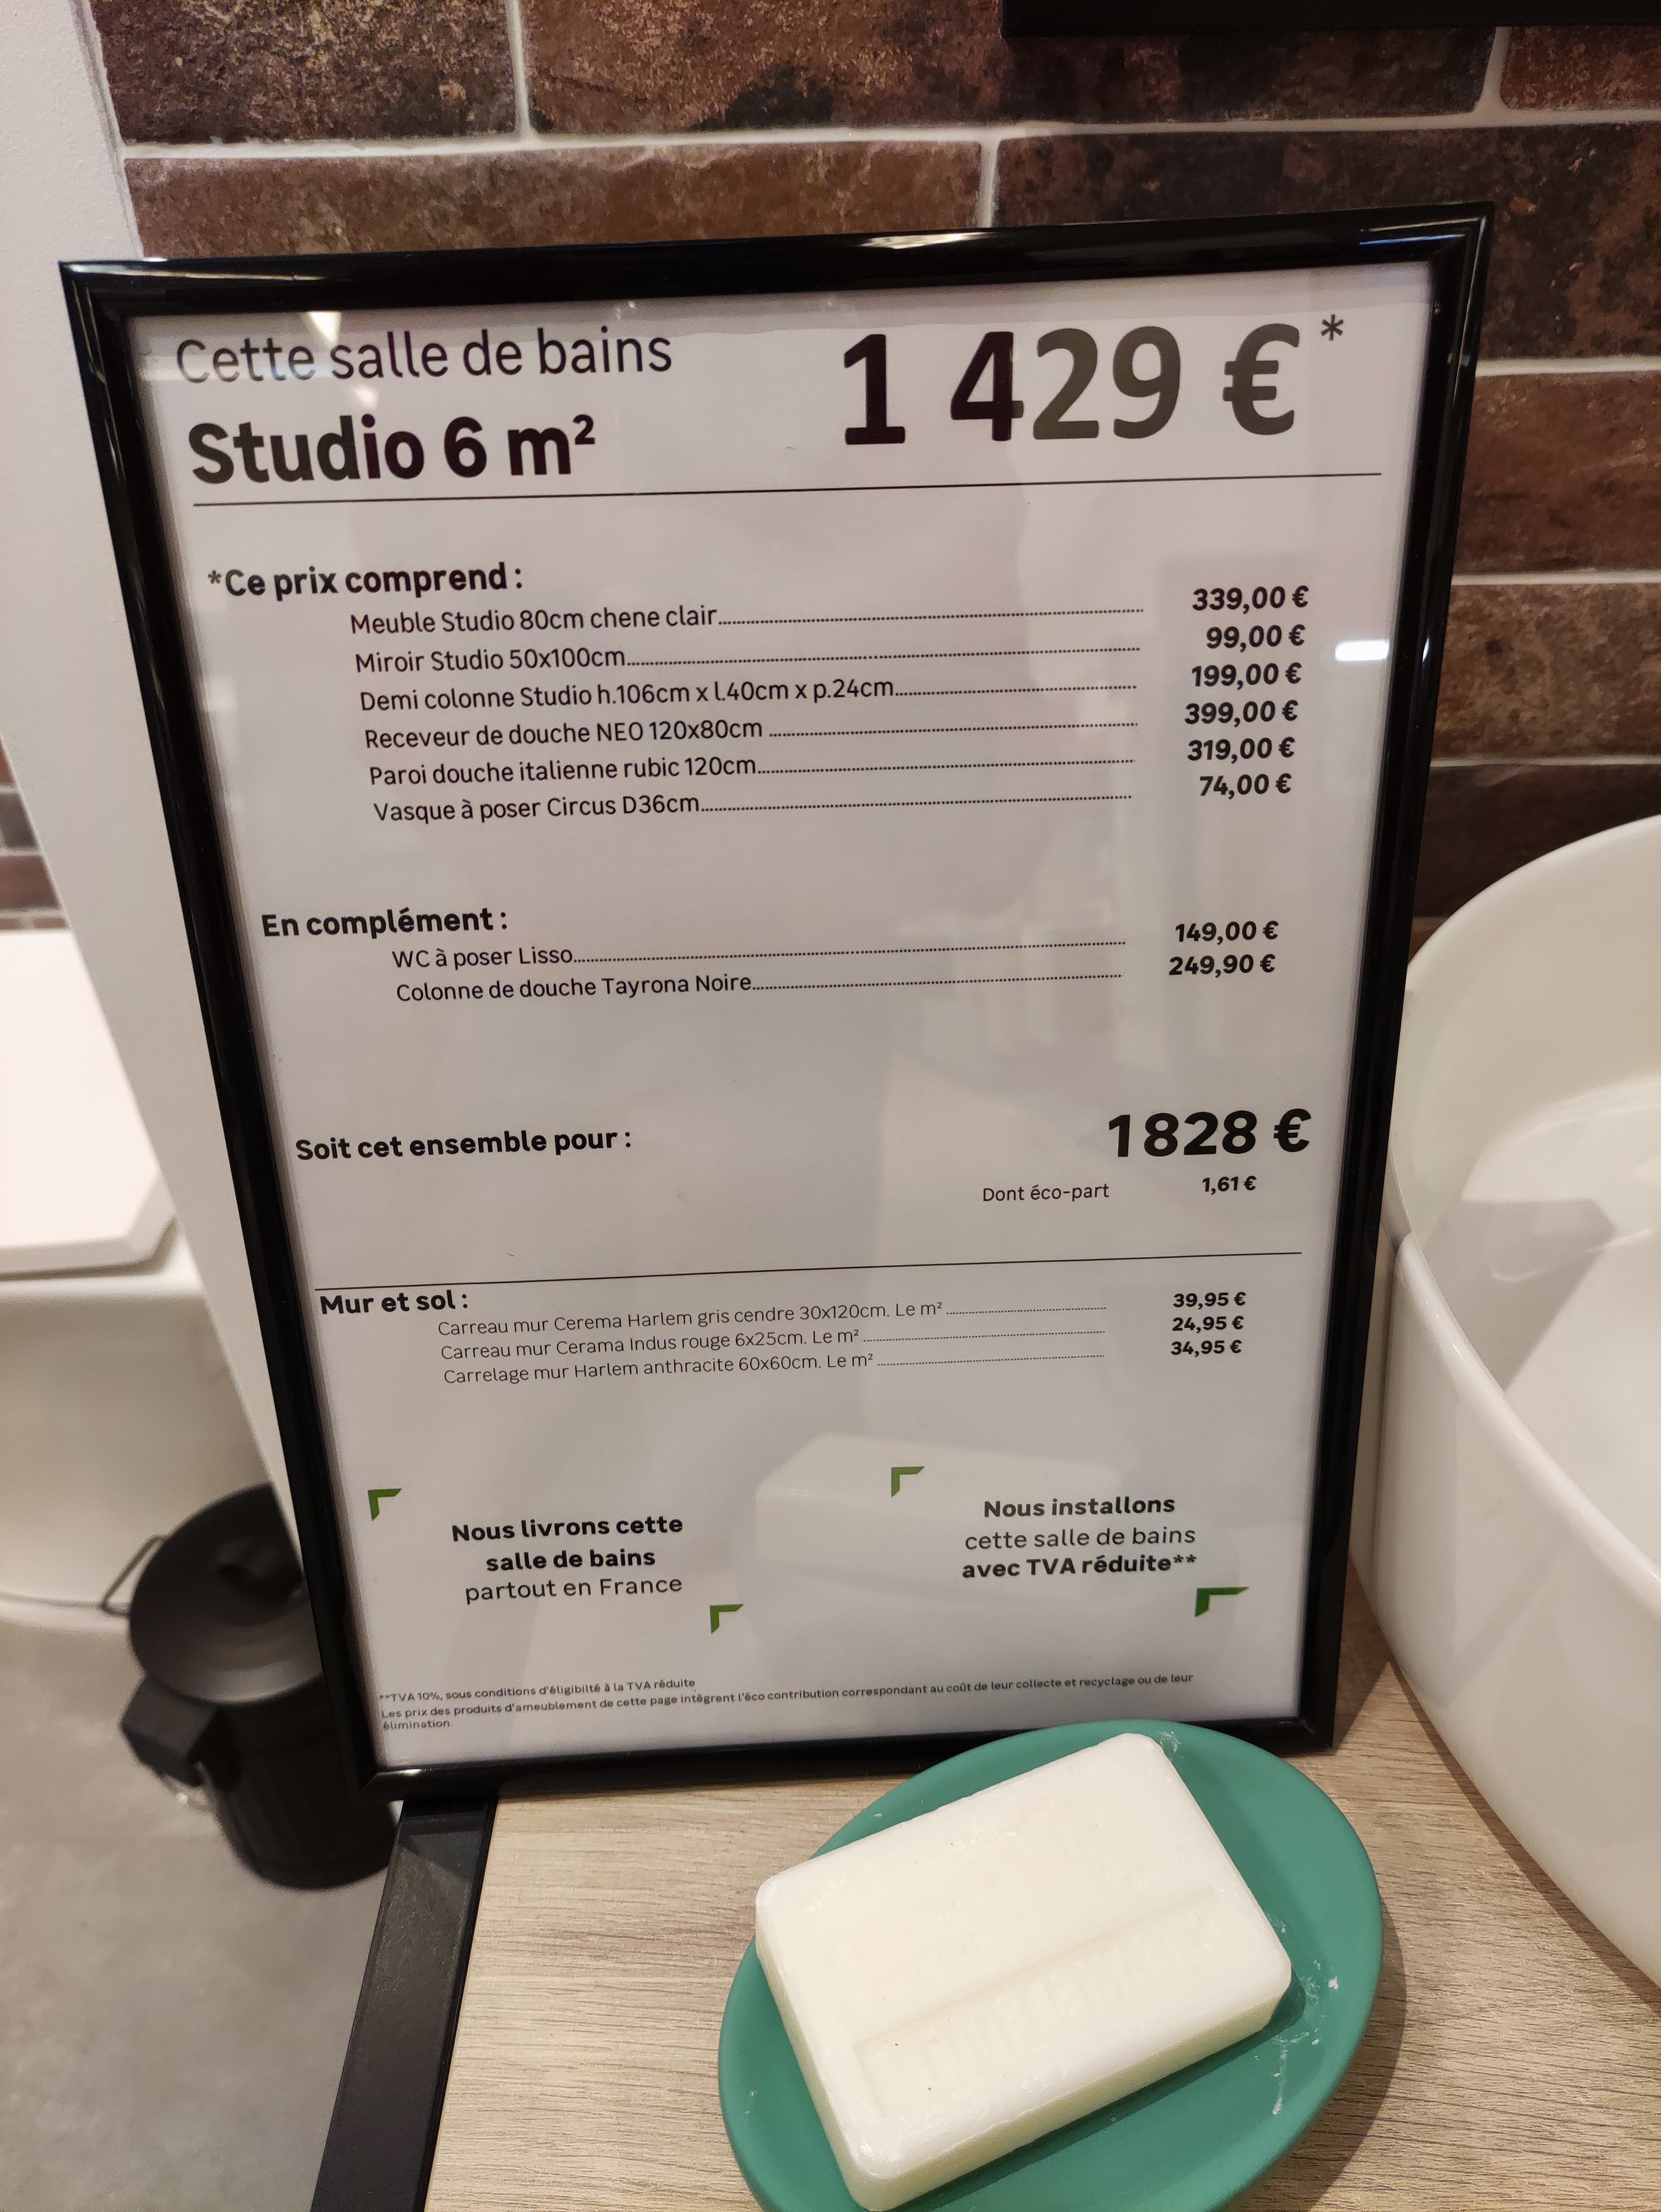 Cette salle de bains
Studio 6 m²
1 429 €*
*Ce prix comprend :
Meuble Studio 80cm chene clair 339,00 €
Miroir Studio 50x100cm 99,00 €
Demi colonne Studio h.106cm x l.40cm x p.24cm 199,00 €
Receveur de douche NEO 120x80cm 399,00 €
Paroi douche italienne rubic 120cm 319,00 €
Vasque à poser Circus D36cm 74,00 €
En complément :
WC à poser Lisso 149,00 €
Colonne de douche Tayrona Noire 249,90 €
Soit cet ensemble pour : 1828 €
Dont éco-part 1,61 €
Mur et sol :
Carreau mur Cerema Harlem gris cendre 30x120cm. Le m² 39,95 €
Carreau mur Cerama Indus rouge 6x25cm. Le m² 24,95 €
Carrelage mur Harlem anthracite 60x60cm. Le m² 34,95 €
Nous livrons cette
salle de bains
partout en France
Nous installons
cette salle de bains
avec TVA réduite**
**TVA 10%, sous conditions d'éligibilté à la TVA réduite
Les prix des produits d'ameublement de cette page intègrent l'éco contribution correspondant au coût de leur collecte et recyclage ou de leur
élimination.